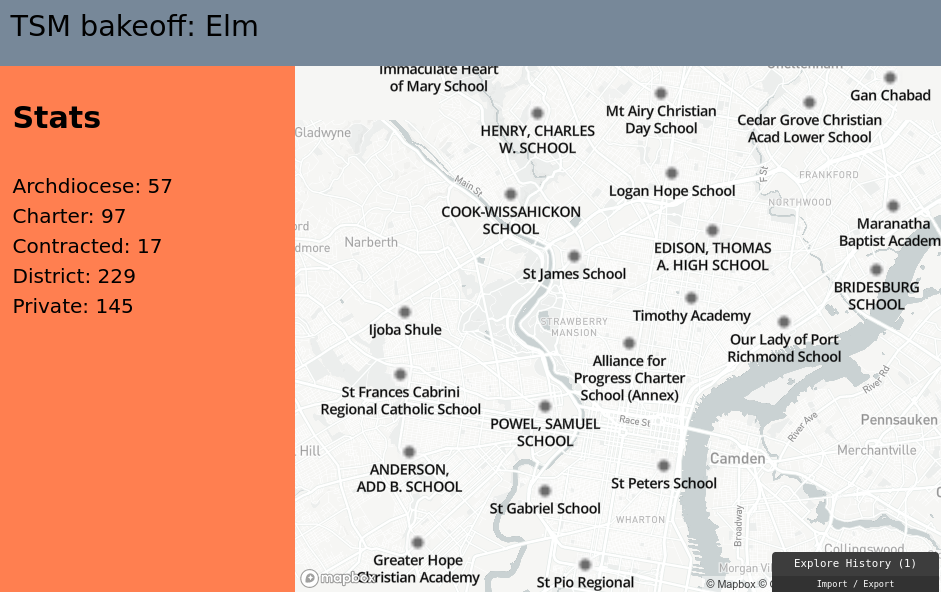 TSM bakeoff: Elm
Stats
Archdiocese: 57
Charter: 97
Contracted: 17
District: 229
Private: 145
Immaculate Heart
of Mary School
Cheltenham
Gan Chabad
Mt Airy Christian
Day School
Cedar Grove Christian
Acad Lower School
HENRY, CHARLES
W. SCHOOL
Gladwyne
Main St
F St
FRANKFORD
Logan Hope School
NORTHWOOD
COOK-WISSAHICKON
SCHOOL
Maranatha
Baptist Academ
ord
dmore
Narberth
EDISON, THOMAS
A. HIGH SCHOOL
St James School
BRIDESBURG
SCHOOL
Timothy Academy
Ijoba Shule
STRAWBERRY
MANSION
Our Lady of Port
Richmond School
Alliance for
Progress Charter
School (Annex)
River Rd
St Frances Cabrini
Regional Catholic School
POWEL, SAMUEL
SCHOOL
Race St
River Ave
Pennsauken
Merchantville
Hill
Camden
ANDERSON,
ADD B. SCHOOL
St Peters School
St Gabriel School
WHARTON
Broadway
Collingswood
Greater Hope
Christian Academy
St Pio Regional
Morgan Vi
mapbox
© Mapbox ©
Explore History (1)
Import / Export